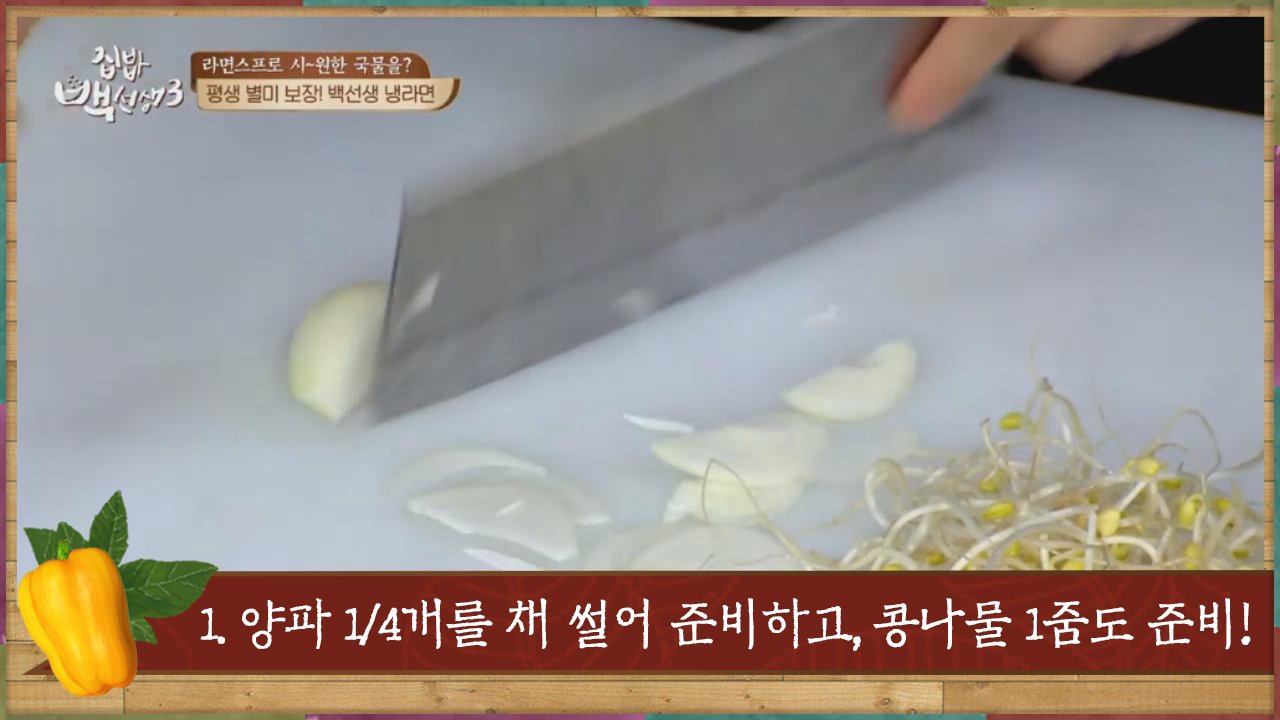 집밥
백선생3
라면스프로 시~원한 국물을?
평생 별미 보장! 백선생 냉라면
1. 양파 1/4개를 채 썰어 준비하고, 콩나물 1줌도 준비!